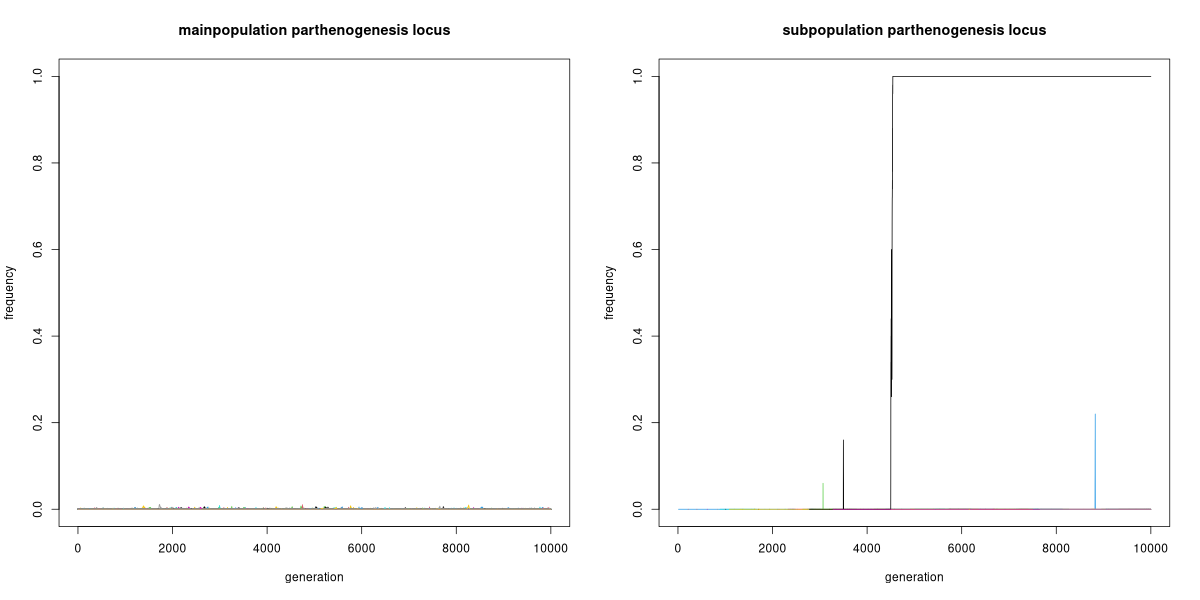 mainpopulation parthenogenesis locus
frequency
0.0 0.2 0.4 0.6 0.8 1.0
0 2000 4000 6000 8000 10000
generation
subpopulation parthenogenesis locus
frequency
0.0 0.2 0.4 0.6 0.8 1.0
0 2000 4000 6000 8000 10000
generation